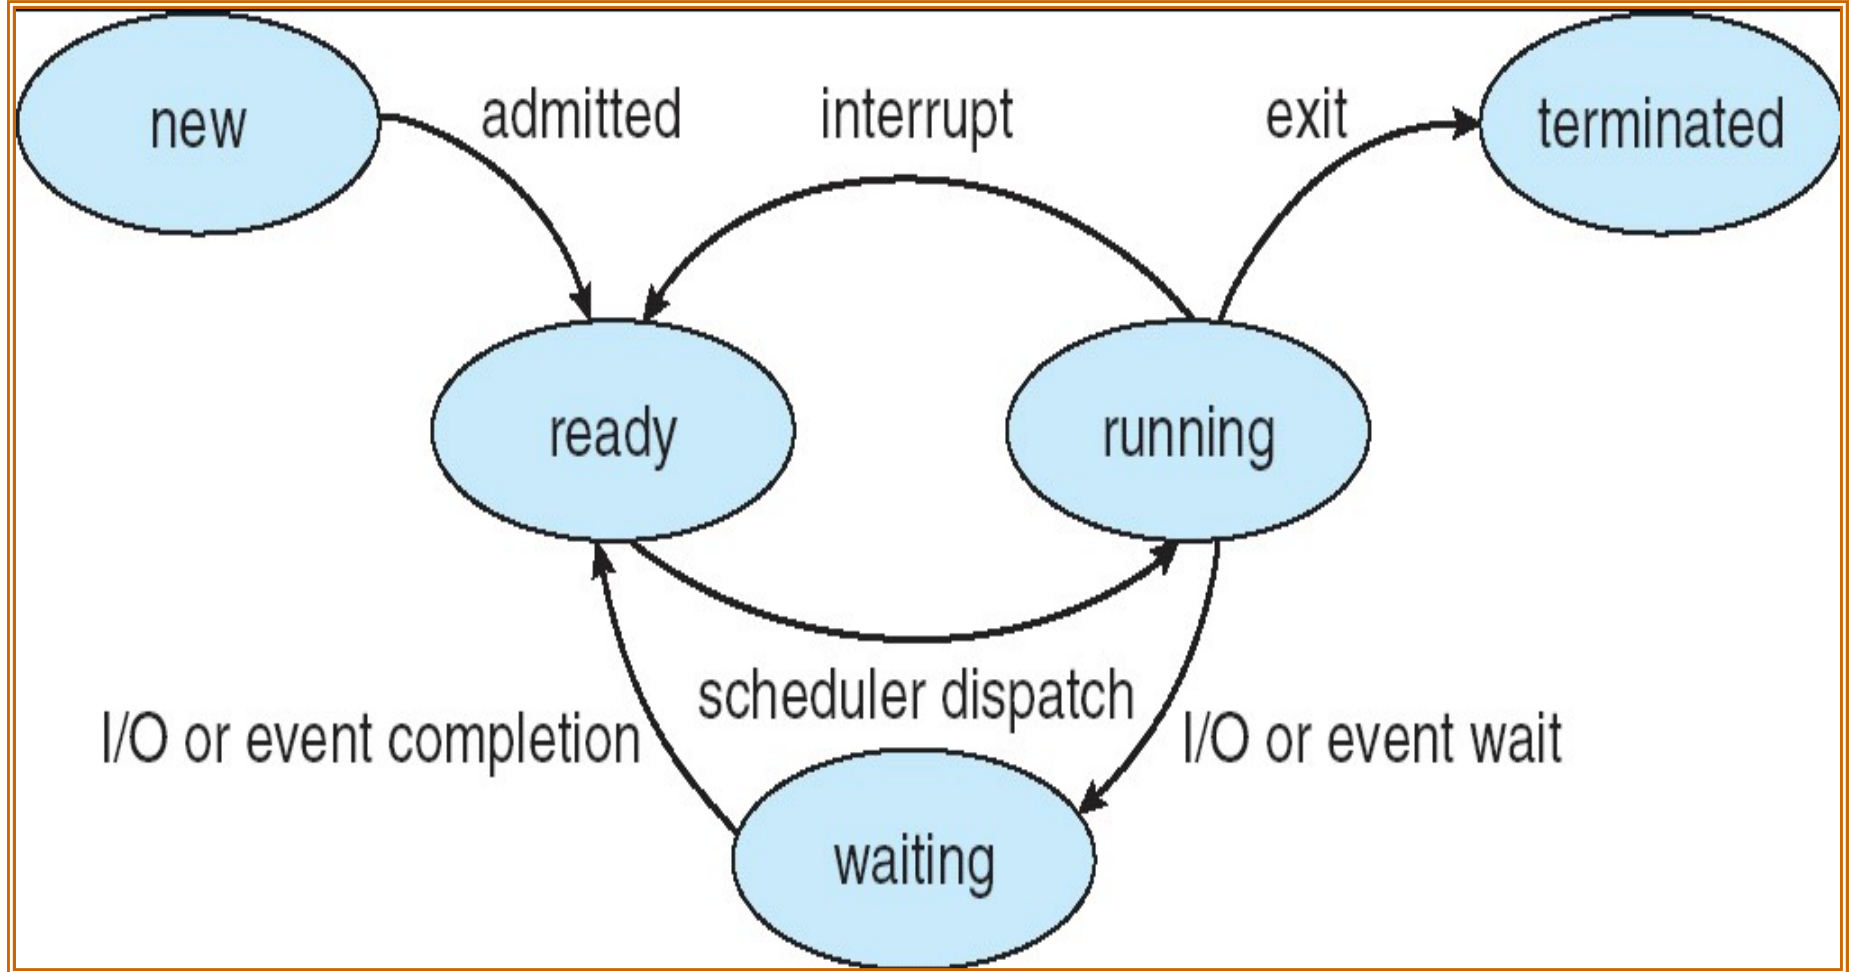 new
admitted
interrupt
exit
terminated
ready
running
scheduler dispatch
I/O or event completion
I/O or event wait
waiting